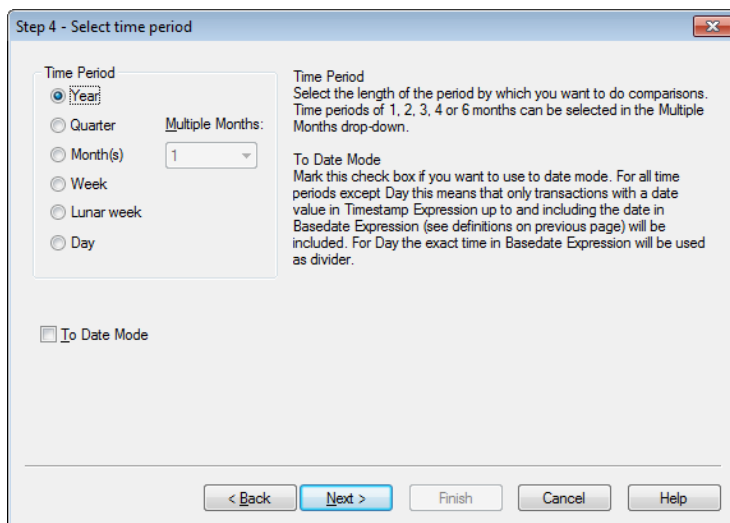 Step 4 - Select time period
Time Period
Year
Quarter
Multiple Months:
Month(s)
1
Week
Lunar week
Day
To Date Mode
Time Period
Select the length of the period by which you want to do comparisons.
Time periods of 1, 2, 3, 4 or 6 months can be selected in the Multiple
Months drop-down.
To Date Mode
Mark this check box if you want to use to date mode. For all time
periods except Day this means that only transactions with a date
value in Timestamp Expression up to and including the date in
Basedate Expression (see definitions on previous page) will be
included. For Day the exact time in Basedate Expression will be used
as divider.
< Back
Next >
Finish
Cancel
Help